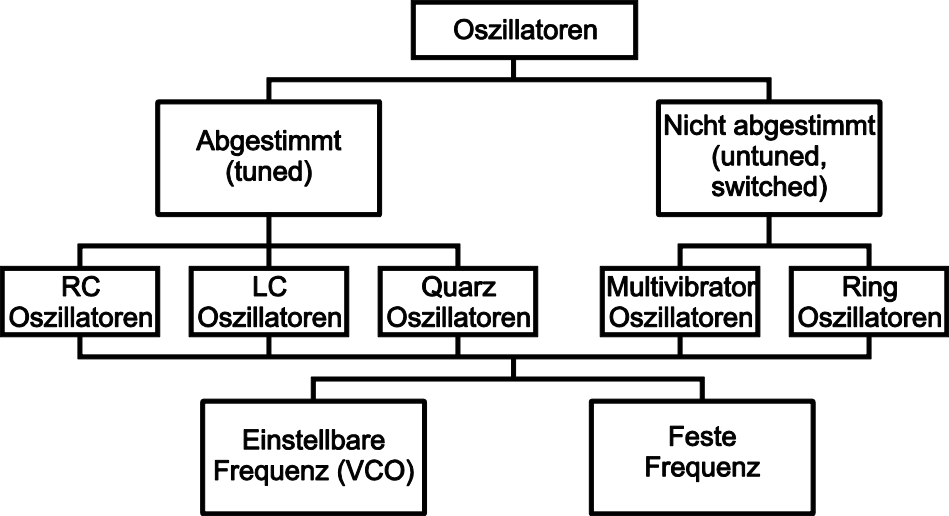 Oszillatoren
Abgestimmt
(tuned)
Nicht abgestimmt
(untuned,
switched)
RC
Oszillatoren
LC
Oszillatoren
Quarz
Oszillatoren
Multivibrator
Oszillatoren
Ring
Oszillatoren
Einstellbare
Frequenz (VCO)
Feste
Frequenz